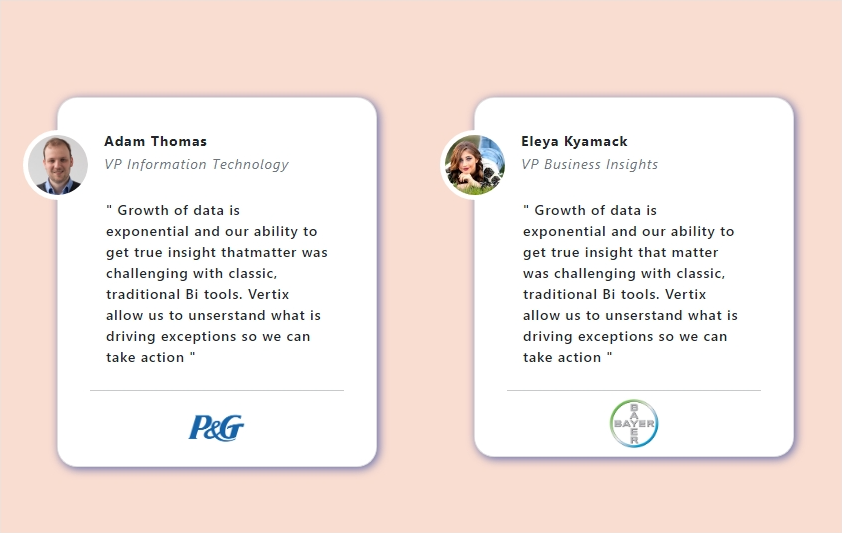 Adam Thomas
VP Information Technology
" Growth of data is
exponential and our ability to
get true insight thatmatter was
challenging with classic,
traditional Bi tools. Vertix
allow us to unserstand what is
driving exceptions so we can
take action "
P&G
Eleya Kyamack
VP Business Insights
" Growth of data is
exponential and our ability to
get true insight that matter
was challenging with classic,
traditional Bi tools. Vertix
allow us to unserstand what is
driving exceptions so we can
take action "
BAYER
BAYER